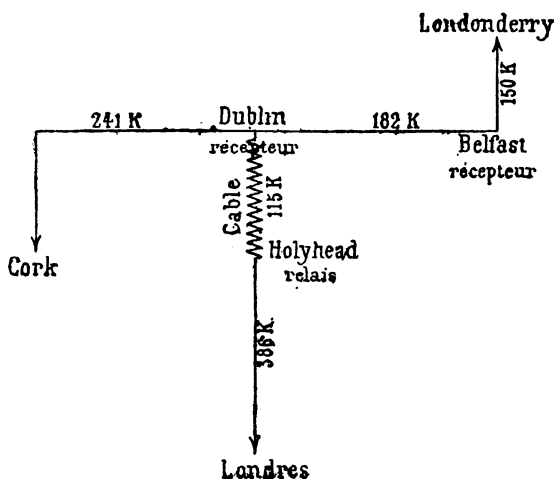 Londonderry
150 K
241 K
Dublin
récepteur
182 K
Belfast
récepteur
Cable
115 K
Cork
Holyhead
relais
386 K
Londres